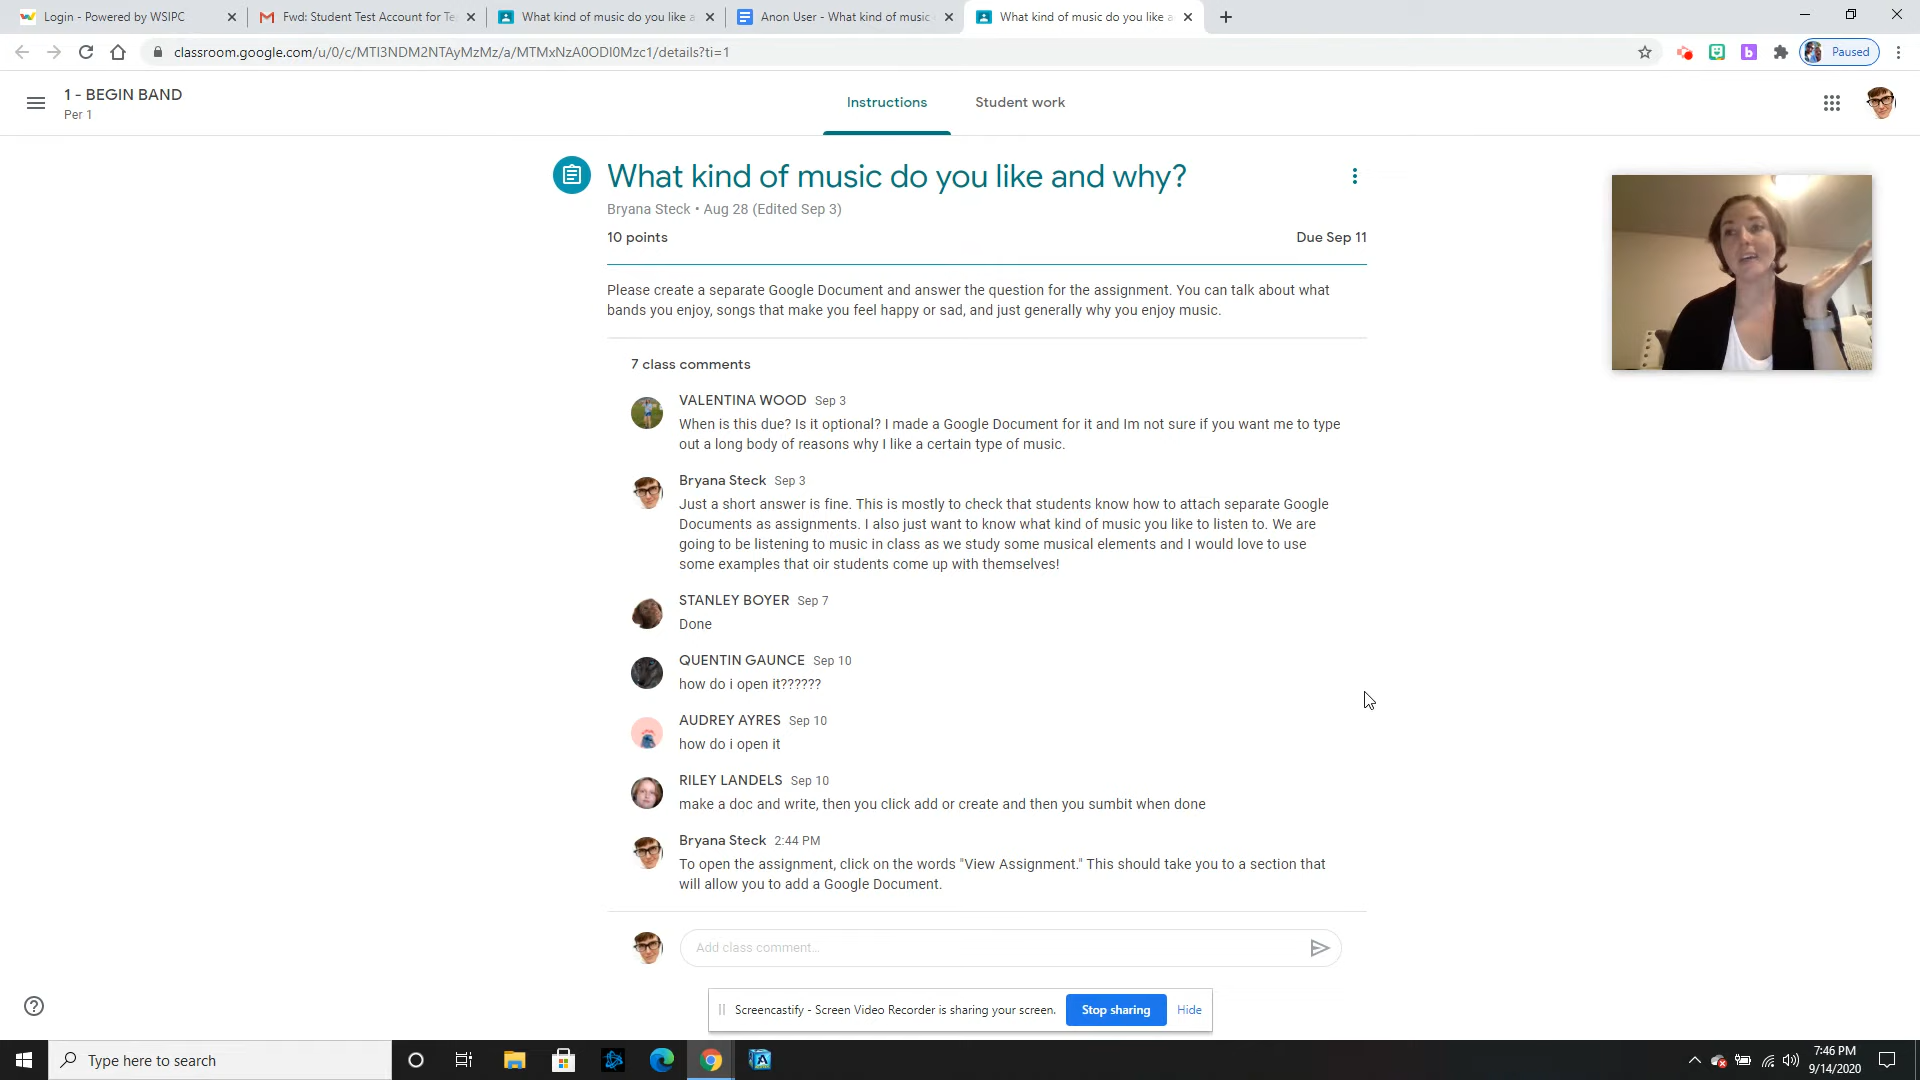 Login - Powered by WSIPC
Fwd: Student Test Account for Te
What kind of music do you like a
Anon User - What kind of music
What kind of music do you like a
classroom.google.com/u/0/c/MTI3NDM2NTAyMzMz/a/MTMxNzA0ODI0Mzc1/details?ti=1
Paused
1 - BEGIN BAND
Per 1
Instructions
Student work
What kind of music do you like and why?
Bryana Steck • Aug 28 (Edited Sep 3)
10 points
Due Sep 11
Please create a separate Google Document and answer the question for the assignment. You can talk about what
bands you enjoy, songs that make you feel happy or sad, and just generally why you enjoy music.
7 class comments
VALENTINA WOOD Sep 3
When is this due? Is it optional? I made a Google Document for it and Im not sure if you want me to type
out a long body of reasons why I like a certain type of music.
Bryana Steck Sep 3
Just a short answer is fine. This is mostly to check that students know how to attach separate Google
Documents as assignments. I also just want to know what kind of music you like to listen to. We are
going to be listening to music in class as we study some musical elements and I would love to use
some examples that oir students come up with themselves!
STANLEY BOYER Sep 7
Done
QUENTIN GAUNCE Sep 10
how do i open it??????
AUDREY AYRES Sep 10
how do i open it
RILEY LANDELS Sep 10
make a doc and write, then you click add or create and then you sumbit when done
Bryana Steck 2:44 PM
To open the assignment, click on the words "View Assignment." This should take you to a section that
will allow you to add a Google Document.
Add class comment...
Screencastify - Screen Video Recorder is sharing your screen.
Stop sharing
Hide
Type here to search
7:46 PM
9/14/2020